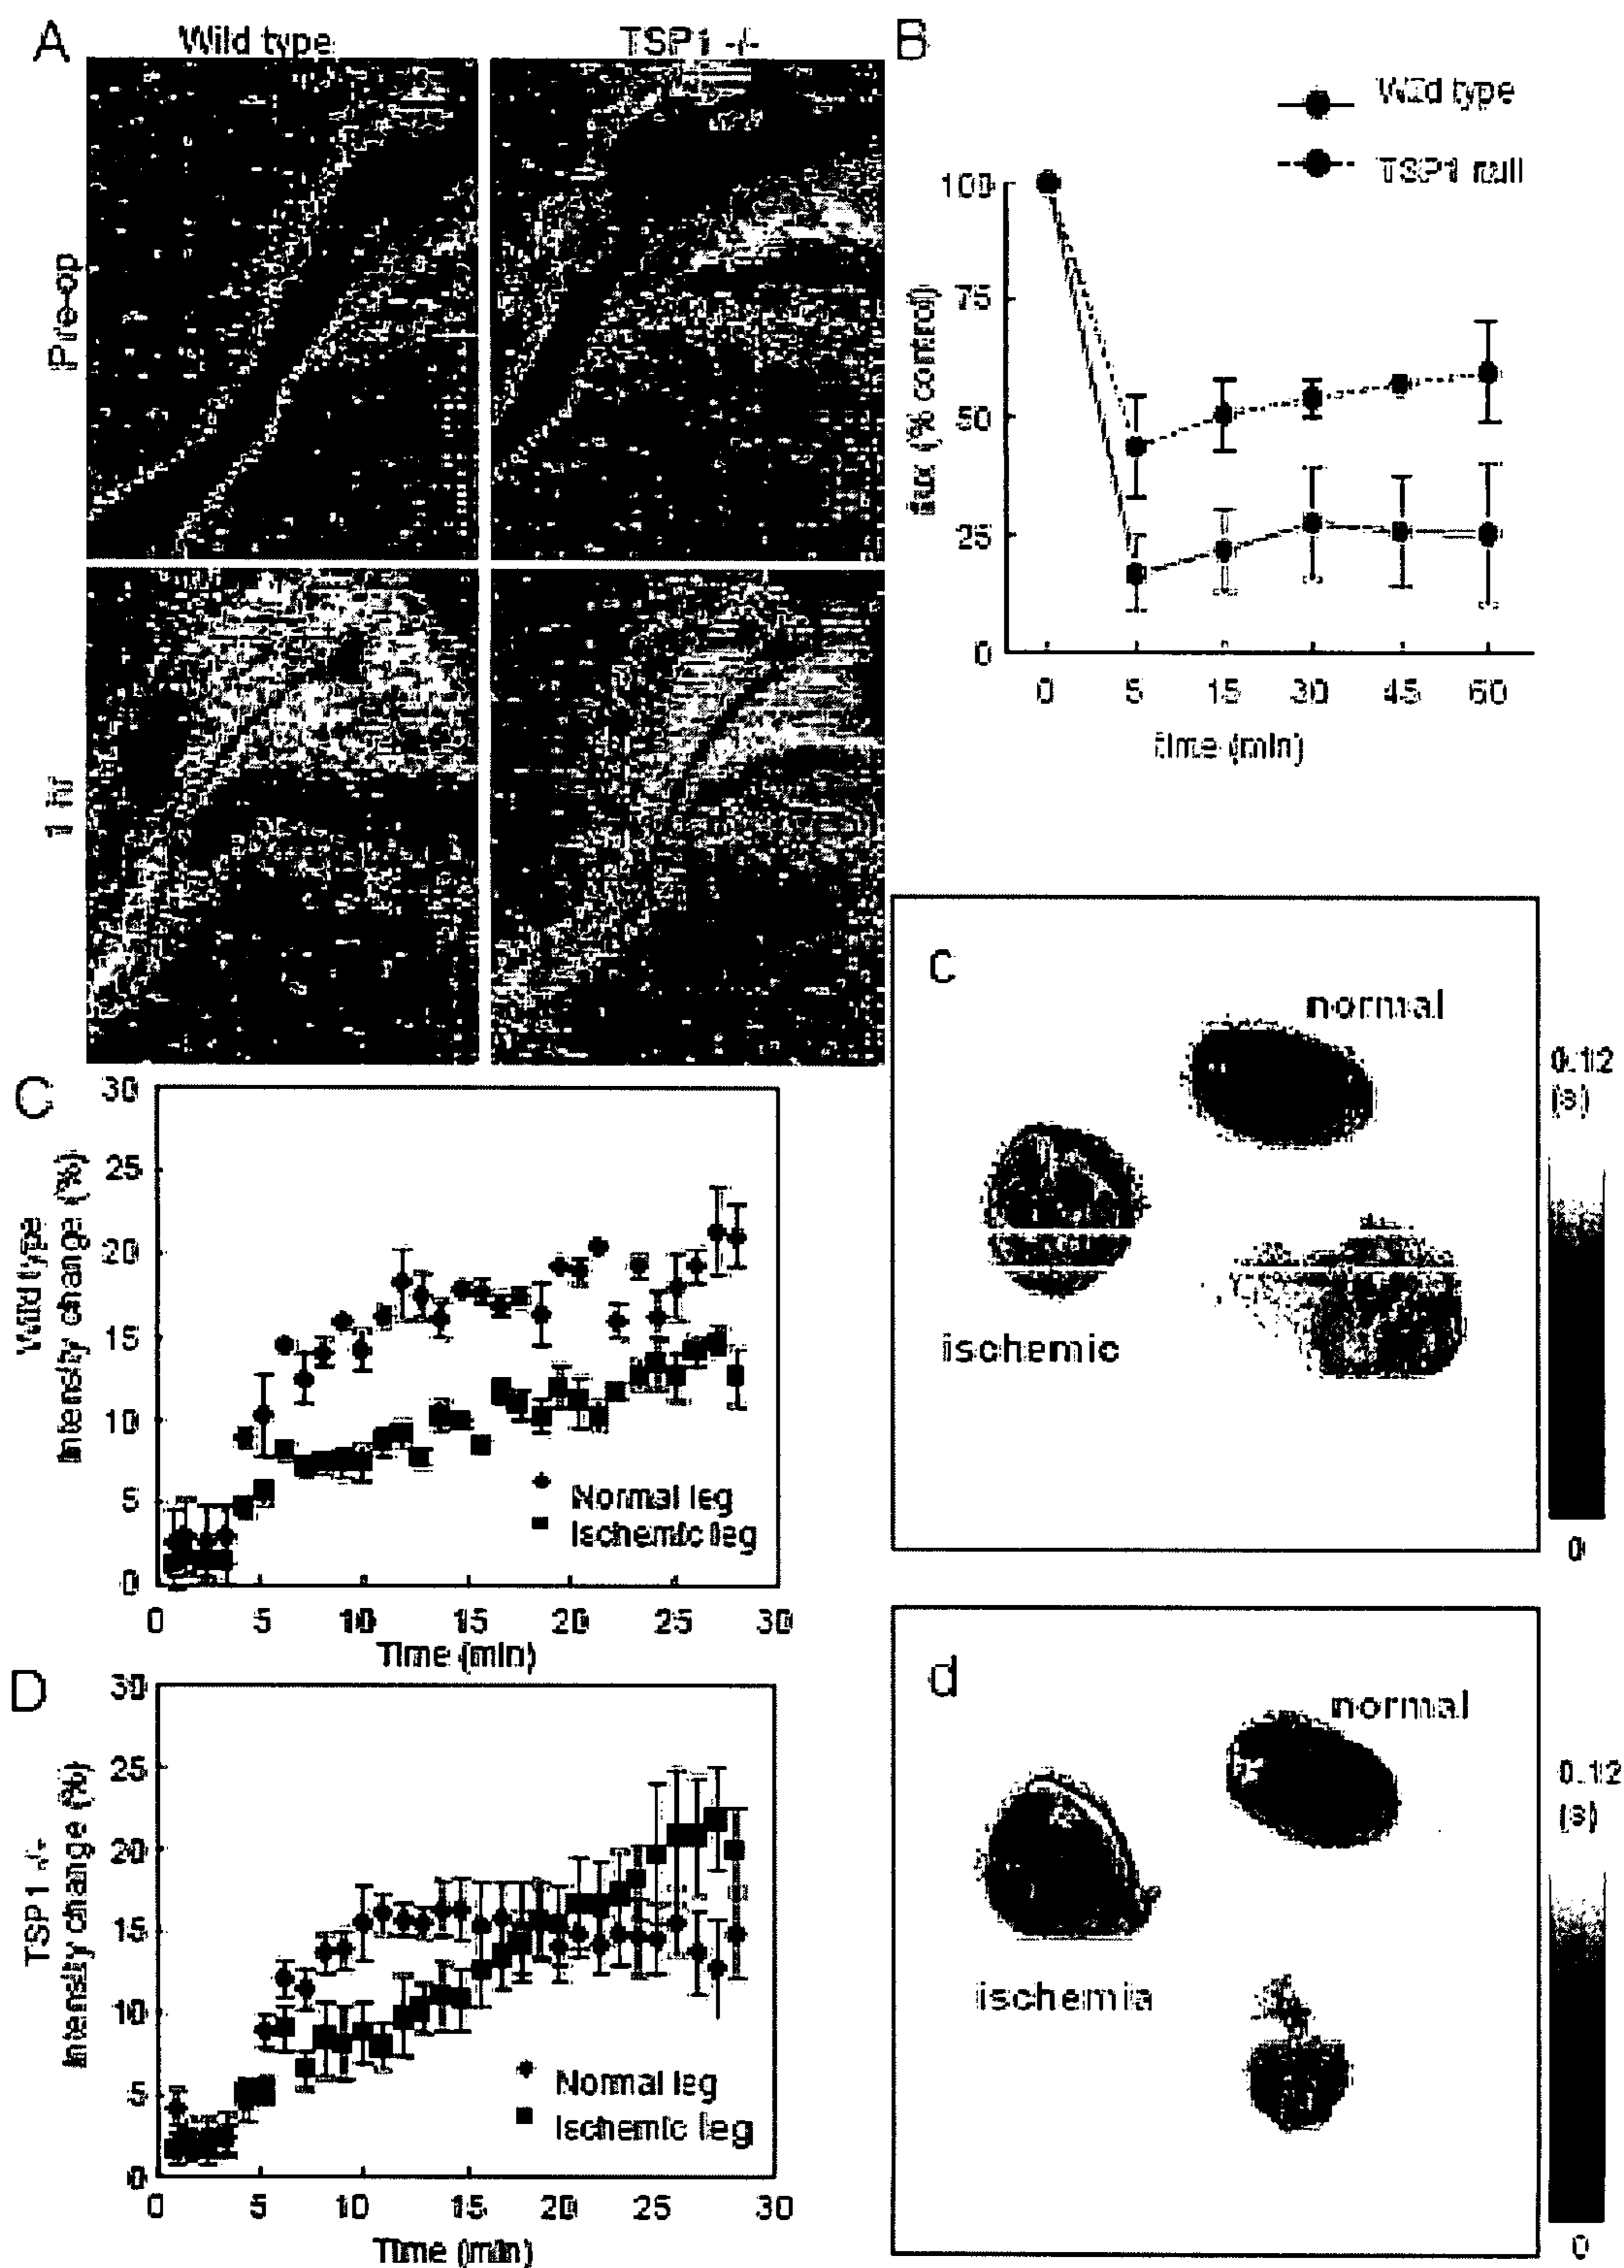 A
Wild type
TSP1 -/-
Pre-op
1 hr
B
Wild type
TSP1 null
100
75
50
25
0
flux (% control)
0 5 15 30 45 60
time (min)
C
30
25
20
15
10
5
0
Wild type
Intensity change (%)
Normal leg
Ischemic leg
0 5 10 15 20 25 30
Time (min)
C
normal
ischemic
0.12
(s)
0
D
30
25
20
15
10
5
0
TSP1 -/-
Intensity change (%)
Normal leg
Ischemic leg
0 5 10 15 20 25 30
Time (min)
d
normal
ischemia
0.12
(s)
0